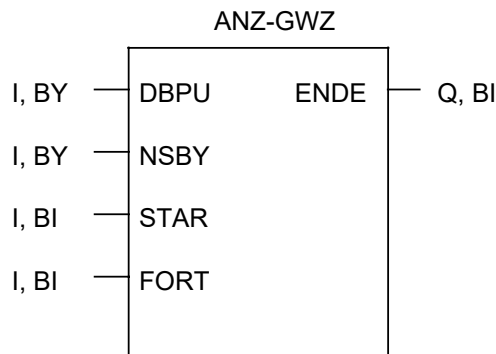 ANZ-GWZ
I, BY DBPU ENDE Q, BI
I, BY NSBY
I, BI STAR
I, BI FORT